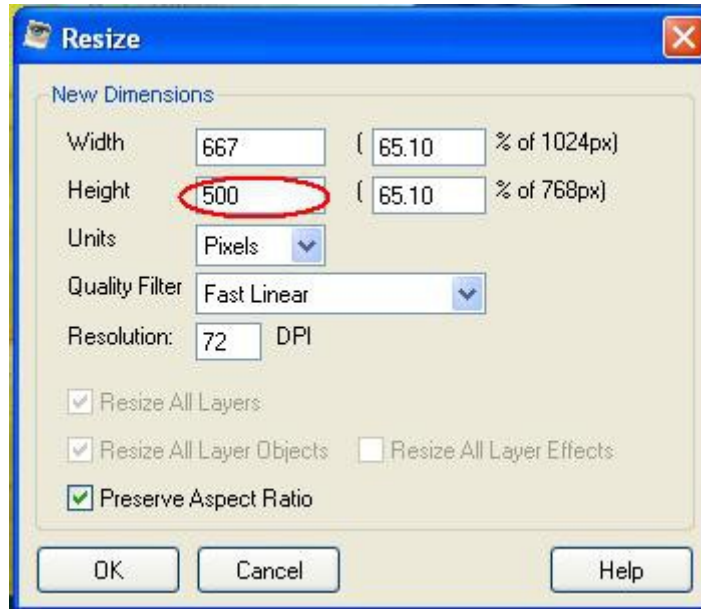 Resize
New Dimensions
Width 667 ( 65.10 % of 1024px)
Height 500 ( 65.10 % of 768px)
Units Pixels
Quality Filter Fast Linear
Resolution: 72 DPI
Resize All Layers
Resize All Layer Objects Resize All Layer Effects
Preserve Aspect Ratio
OK Cancel Help